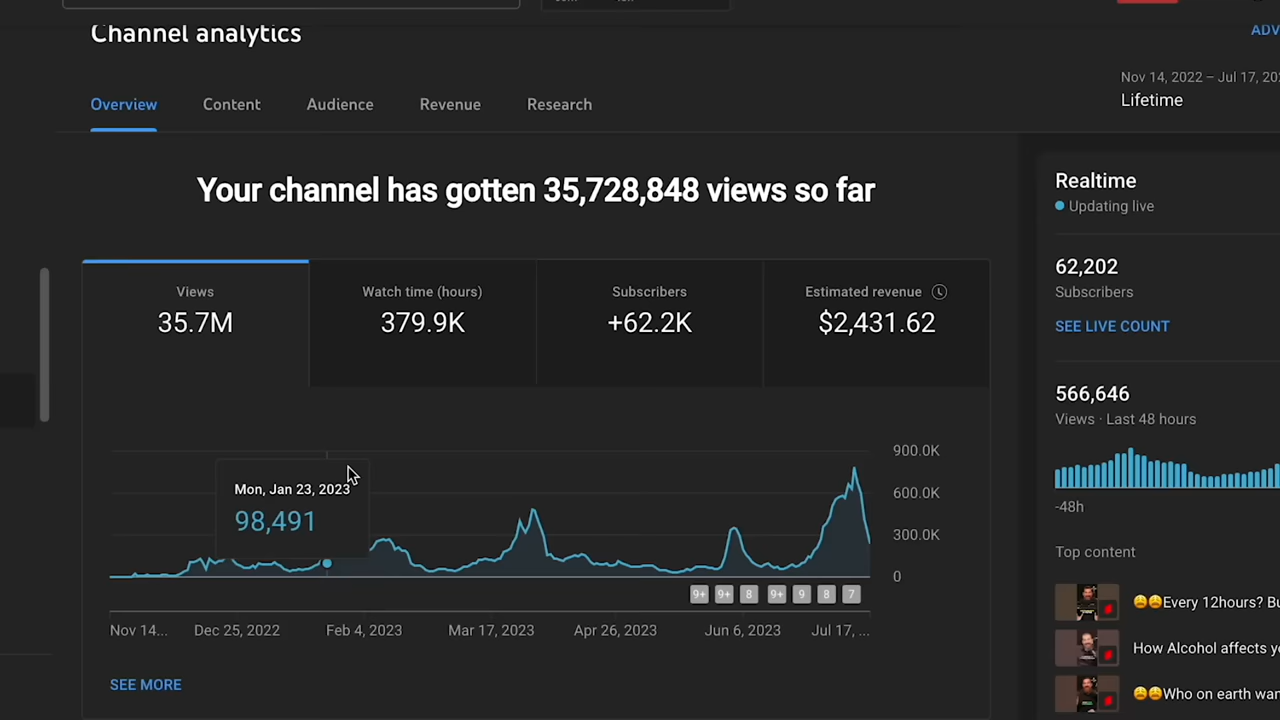 Channel analytics
ADV
Overview
Content
Audience
Revenue
Research
Nov 14, 2022 – Jul 17, 202
Lifetime
Your channel has gotten 35,728,848 views so far
Views
35.7M
Watch time (hours)
379.9K
Subscribers
+62.2K
Estimated revenue
$2,431.62
900.0K
600.0K
300.0K
0
Mon, Jan 23, 2023
98,491
9+ 9+ 8 9+ 9 8 7
Nov 14... Dec 25, 2022 Feb 4, 2023 Mar 17, 2023 Apr 26, 2023 Jun 6, 2023 Jul 17, ...
SEE MORE
Realtime
Updating live
62,202
Subscribers
SEE LIVE COUNT
566,646
Views · Last 48 hours
-48h
Top content
😩😩Every 12hours? Bu
How Alcohol affects yo
😩😩Who on earth wan